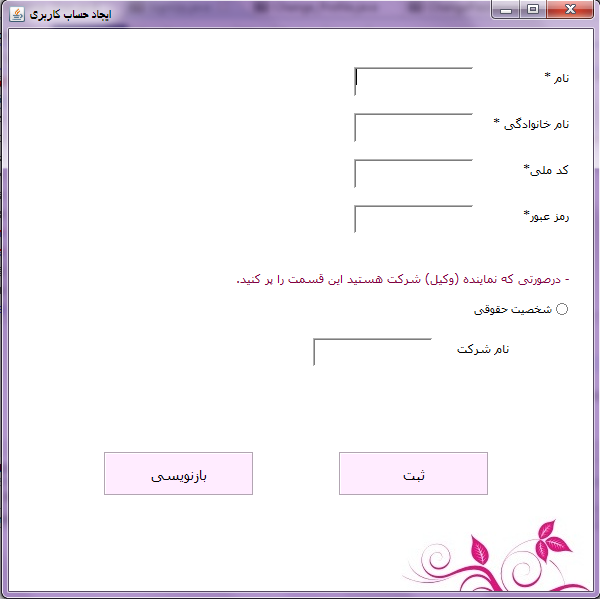 ایجاد حساب کاربری
نام *
نام خانوادگی *
کد ملی*
رمز عبور*
- درصورتی که نماینده (وکیل) شرکت هستید این قسمت را پر کنید.
شخصیت حقوقی
نام شرکت
ثبت
بازنویسی